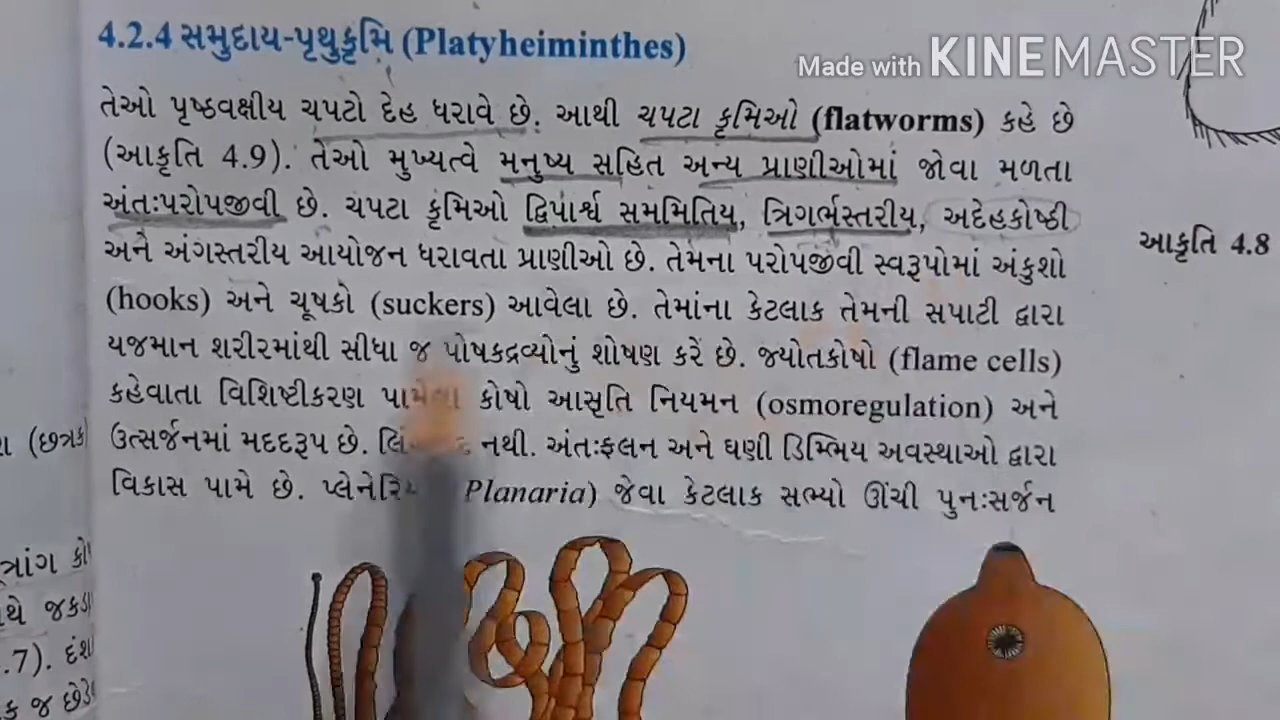 4.2.4 સમુદાય-પૃથુકૃમિ (Platyheiminthes)
Made with KINEMASTER
તેઓ પૃષ્ઠવક્ષીય ચપટો દેહ ધરાવે છે. આથી ચપટા કૃમિઓ (flatworms) કહે છે
(આકૃતિ 4.9). તેઓ મુખ્યત્વે મનુષ્ય સહિત અન્ય પ્રાણીઓમાં જોવા મળતા
અંતઃપરોપજીવી છે. ચપટા કૃમિઓ દ્વિપાર્શ્વ સમમિતિય, ત્રિગર્ભસ્તરીય, અદેહકોષ્ઠી
અને અંગસ્તરીય આયોજન ધરાવતા પ્રાણીઓ છે. તેમના પરોપજીવી સ્વરૂપોમાં અંકુશો
આકૃતિ 4.8
(hooks) અને ચૂષકો (suckers) આવેલા છે. તેમાંના કેટલાક તેમની સપાટી દ્વારા
યજમાન શરીરમાંથી સીધા જ પોષકદ્રવ્યોનું શોષણ કરે છે. જ્યોતકોષો (flame cells)
કહેવાતા વિશિષ્ટીકરણ પામેલા કોષો આસૃતિ નિયમન (osmoregulation) અને
ઉત્સર્જનમાં મદદરૂપ છે. નથી. અંતઃફલન અને ઘણી ડિમ્ભિય અવસ્થાઓ દ્વારા
વિકાસ પામે છે. Planaria) જેવા કેટલાક સભ્યો ઊંચી પુનઃસર્જન
(છત્રક
ત્રાંગ
થે જકડા
.7). દંશ
ક જ છેડે